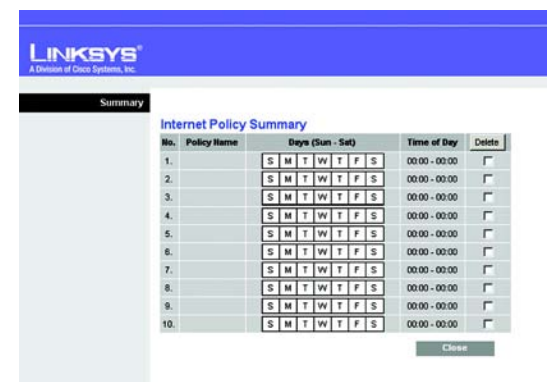 LINKSYS®
A Division of Cisco Systems, Inc.
Summary
Internet Policy Summary
No. Policy Name Days (Sun - Sat) Time of Day Delete
1. S M T W T F S 00:00 - 00:00
2. S M T W T F S 00:00 - 00:00
3. S M T W T F S 00:00 - 00:00
4. S M T W T F S 00:00 - 00:00
5. S M T W T F S 00:00 - 00:00
6. S M T W T F S 00:00 - 00:00
7. S M T W T F S 00:00 - 00:00
8. S M T W T F S 00:00 - 00:00
9. S M T W T F S 00:00 - 00:00
10. S M T W T F S 00:00 - 00:00
Close